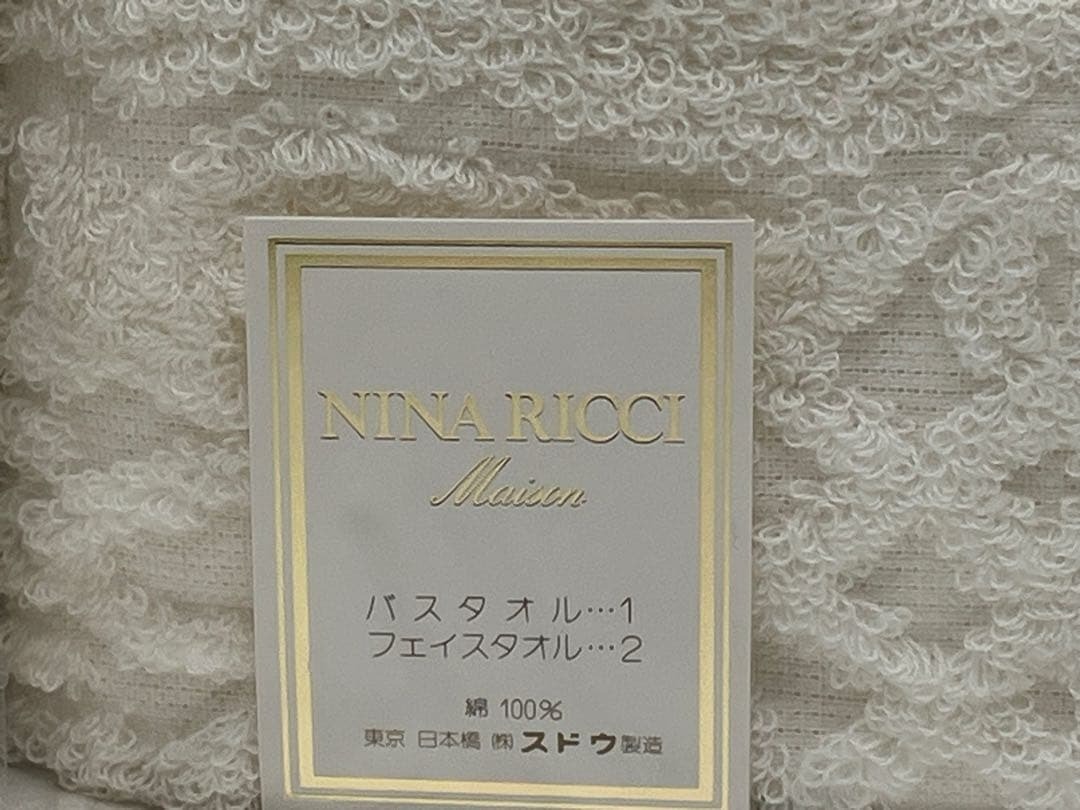 NINA RICCI
Maison
バスタオル…1
フェイスタオル…2
綿 100%
東京 日本橋 ㈱ スドウ製造